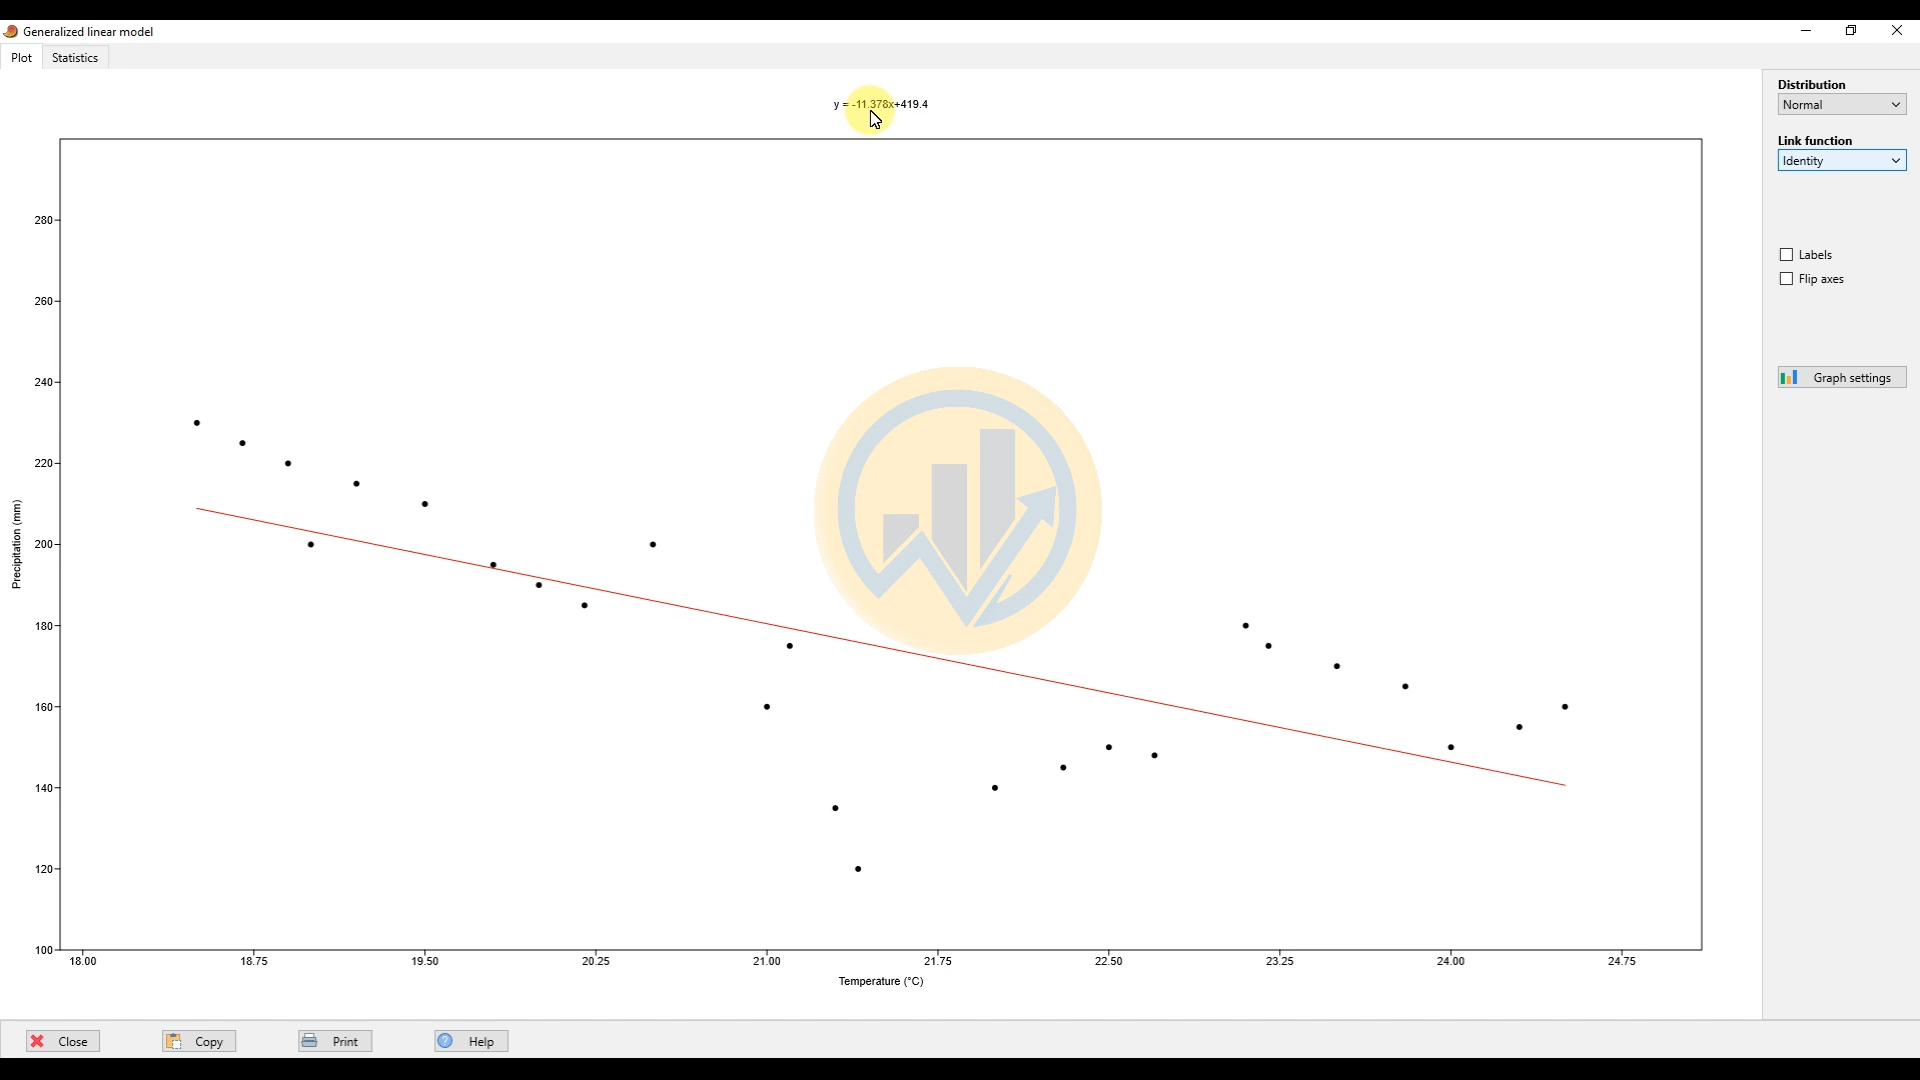 Generalized linear model
Plot Statistics
y = -11.378x+419.4
Distribution
Normal
Link function
Identity
Labels
Flip axes
Graph settings
280
260
240
220
200
180
160
140
120
100
Precipitation (mm)
18.00 18.75 19.50 20.25 21.00 21.75 22.50 23.25 24.00 24.75
Temperature (°C)
Close Copy Print Help